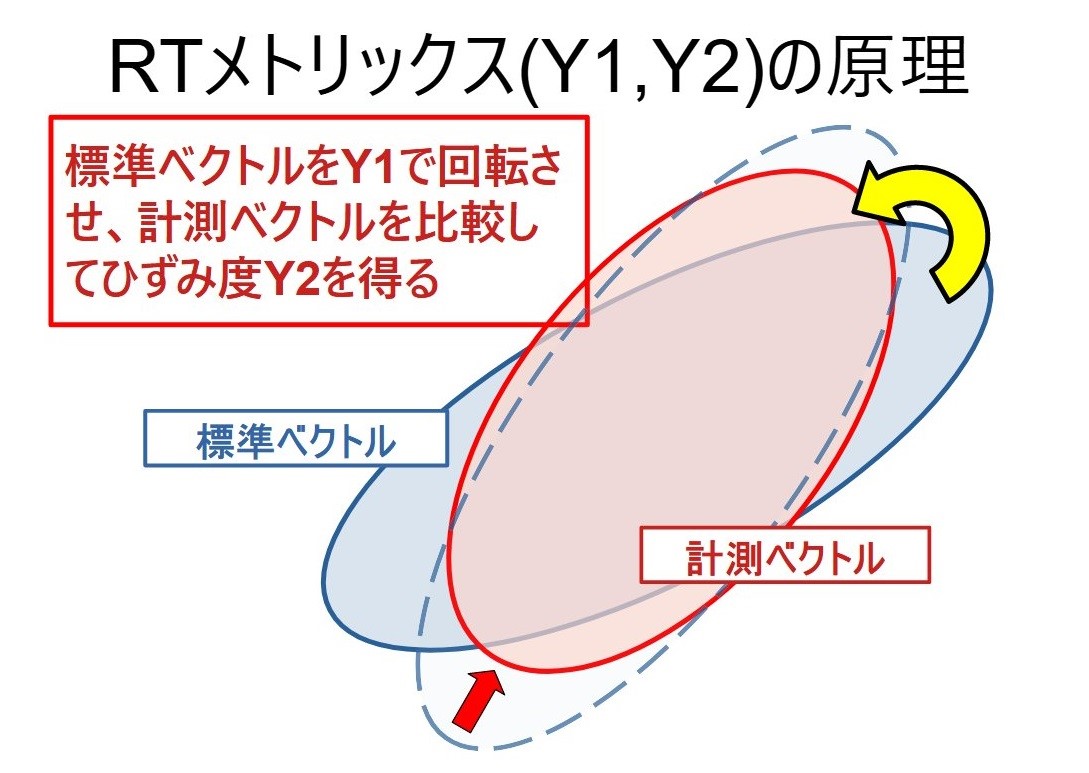 RTメトリックス(Y1,Y2)の原理
標準ベクトルをY1で回転さ
せ、計測ベクトルを比較し
てひずみ度Y2を得る
標準ベクトル
計測ベクトル